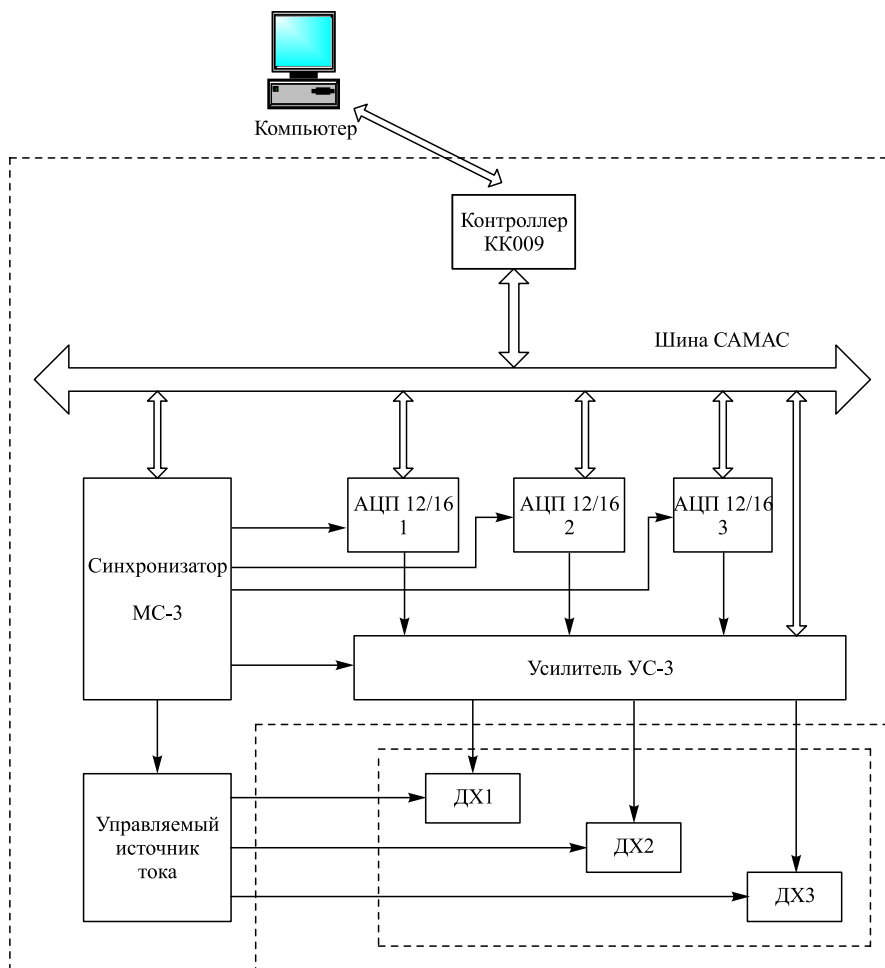 Компьютер
Контроллер
КК009
Шина САМАС
АЦП 12/16
1
АЦП 12/16
2
АЦП 12/16
3
Синхронизатор
МС-3
Усилитель УС-3
Управляемый
источник
тока
ДХ1
ДХ2
ДХ3